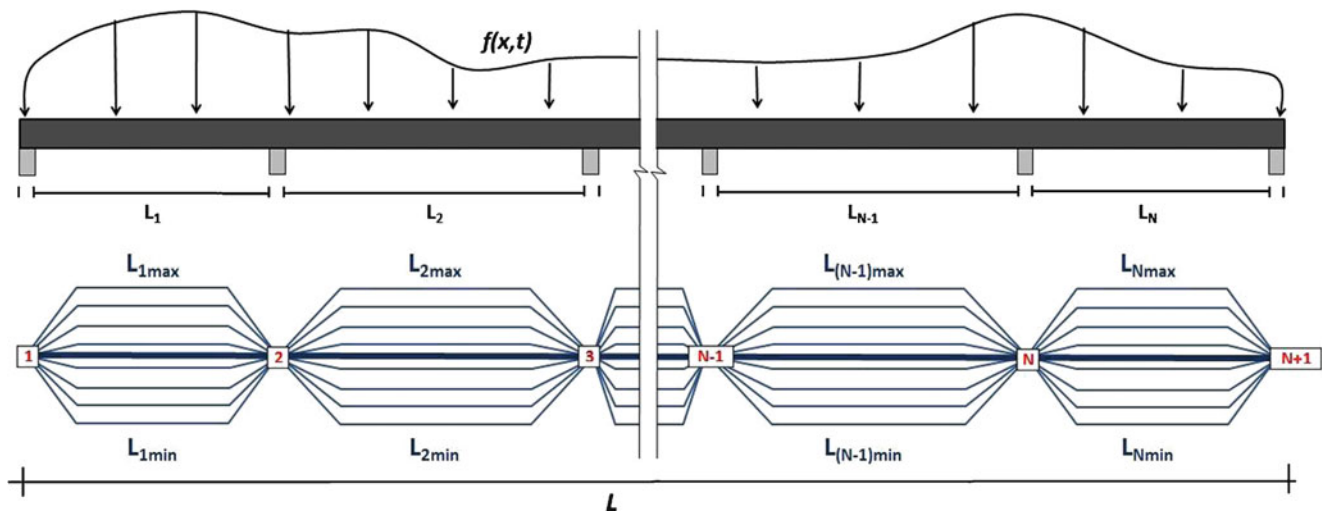 f(x,t)
L1 L2 LN-1 LN
L1max L2max L(N-1)max LNmax
1 2 3 N-1 N N+1
L1min L2min L(N-1)min LNmin
L